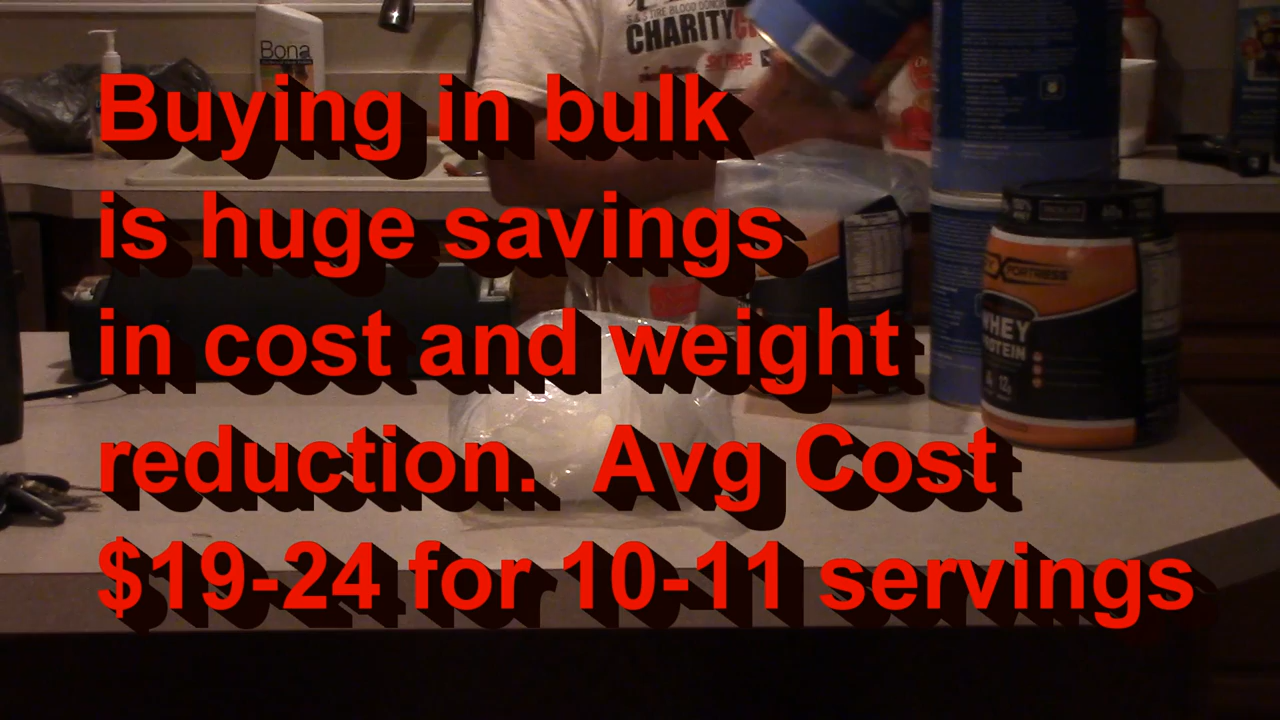 Bona
CHARITY
Buying in bulk
is huge savings
in cost and weight
reduction.  Avg Cost
$19-24 for 10-11 servings
FORTRESS
WHEY
PROTEIN